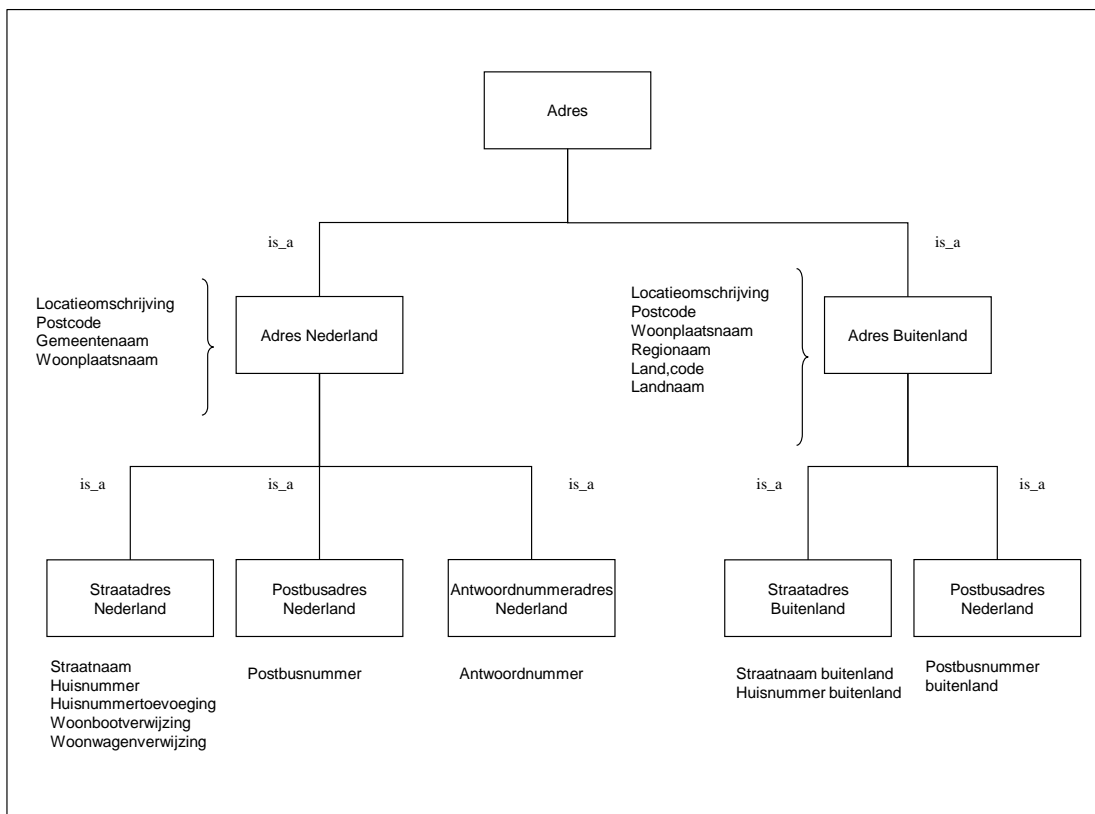 Adres
is_a
is_a
Locatieomschrijving
Postcode
Gemeentenaam
Woonplaatsnaam
Adres Nederland
Locatieomschrijving
Postcode
Woonplaatsnaam
Regionaam
Land,code
Landnaam
Adres Buitenland
is_a
is_a
is_a
is_a
is_a
Straatadres
Nederland
Postbusadres
Nederland
Antwoordnummeradres
Nederland
Straatadres
Buitenland
Postbusadres
Nederland
Straatnaam
Huisnummer
Huisnummertoevoeging
Woonbootverwijzing
Woonwagenverwijzing
Postbusnummer
Antwoordnummer
Straatnaam buitenland
Huisnummer buitenland
Postbusnummer
buitenland